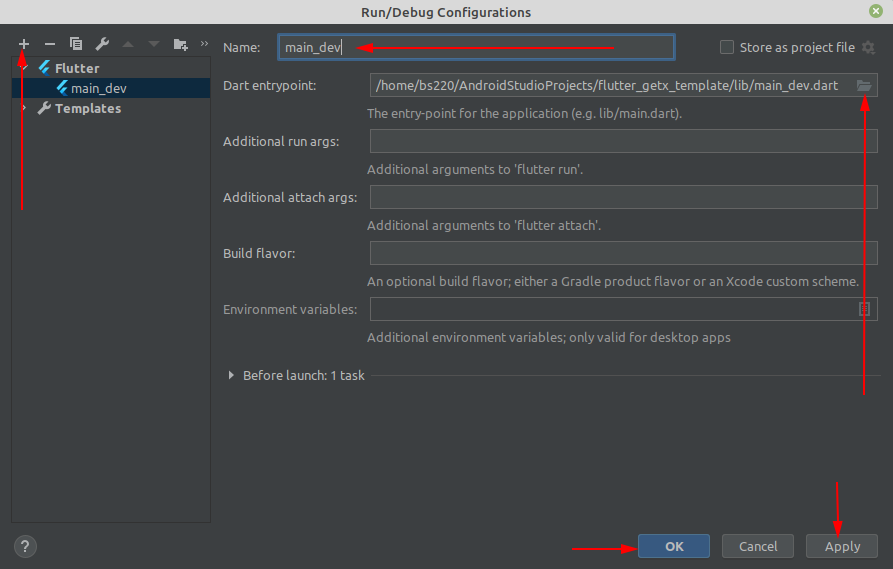 Run/Debug Configurations
Name: main_dev Store as project file
Flutter
main_dev
Templates
Dart entrypoint: /home/bs220/AndroidStudioProjects/flutter_getx_template/lib/main_dev.dart
The entry-point for the application (e.g. lib/main.dart).
Additional run args:
Additional arguments to 'flutter run'.
Additional attach args:
Additional arguments to 'flutter attach'.
Build flavor:
An optional build flavor; either a Gradle product flavor or an Xcode custom scheme.
Environment variables:
Additional environment variables; only valid for desktop apps
Before launch: 1 task
? OK Cancel Apply